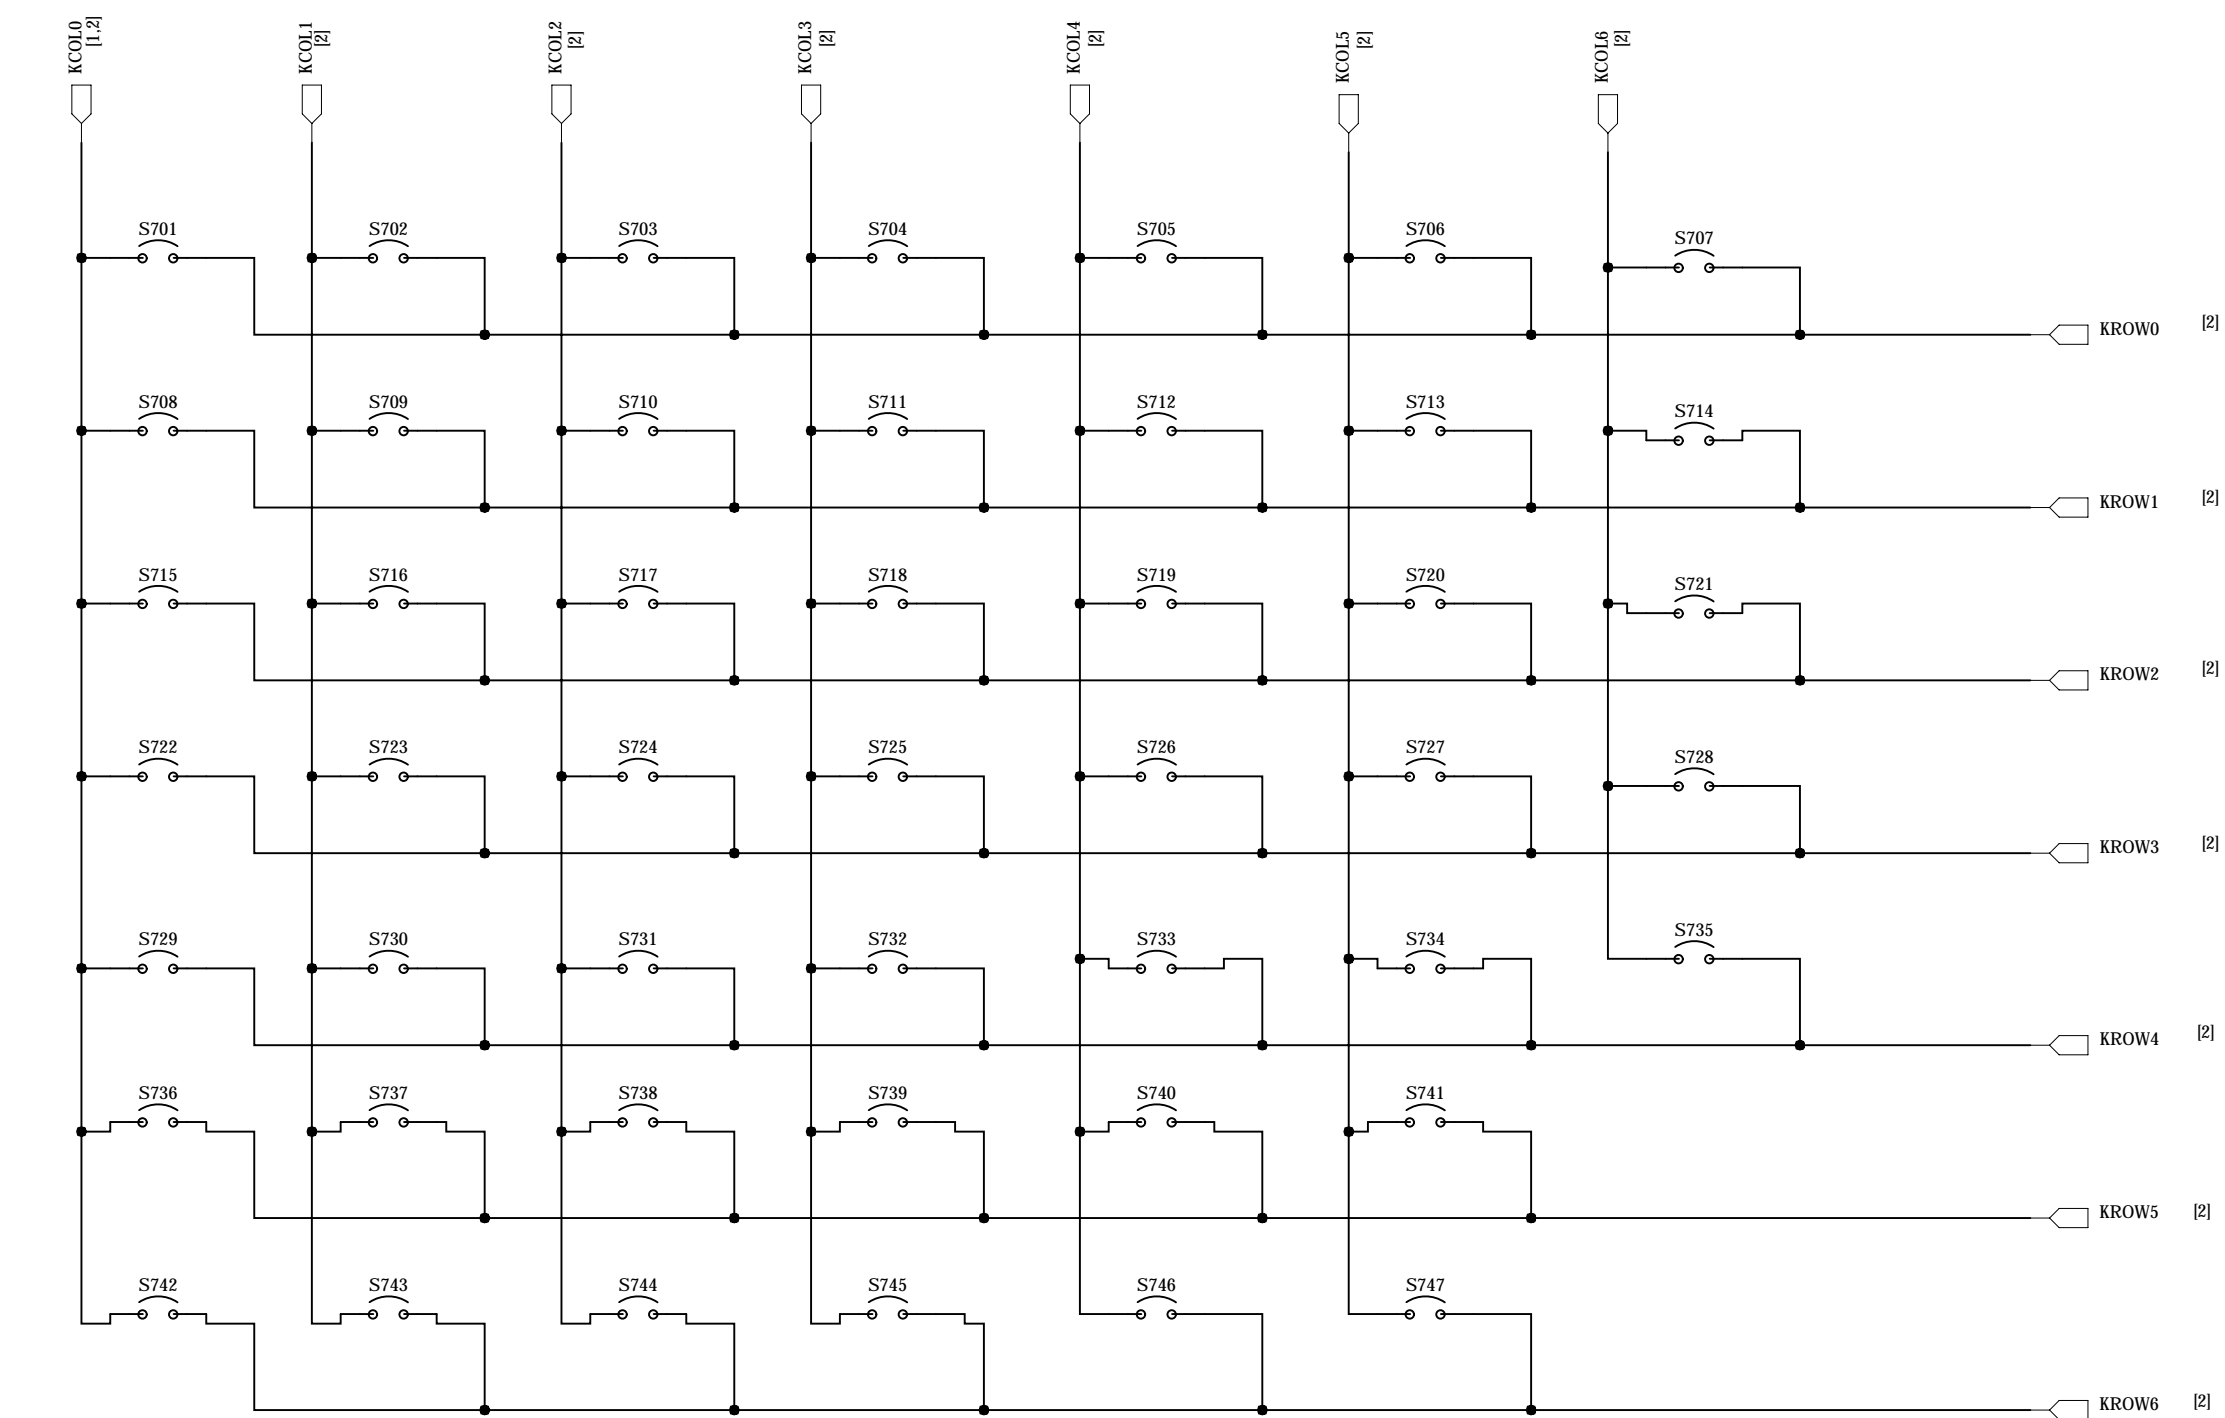 KCOL0
[1,2]
KCOL1
[2]
KCOL2
[2]
KCOL3
[2]
KCOL4
[2]
KCOL5
[2]
KCOL6
[2]
S701 S702 S703 S704 S705 S706 S707
KROW0 [2]
S708 S709 S710 S711 S712 S713 S714
KROW1 [2]
S715 S716 S717 S718 S719 S720 S721
KROW2 [2]
S722 S723 S724 S725 S726 S727 S728
KROW3 [2]
S729 S730 S731 S732 S733 S734 S735
KROW4 [2]
S736 S737 S738 S739 S740 S741
KROW5 [2]
S742 S743 S744 S745 S746 S747
KROW6 [2]